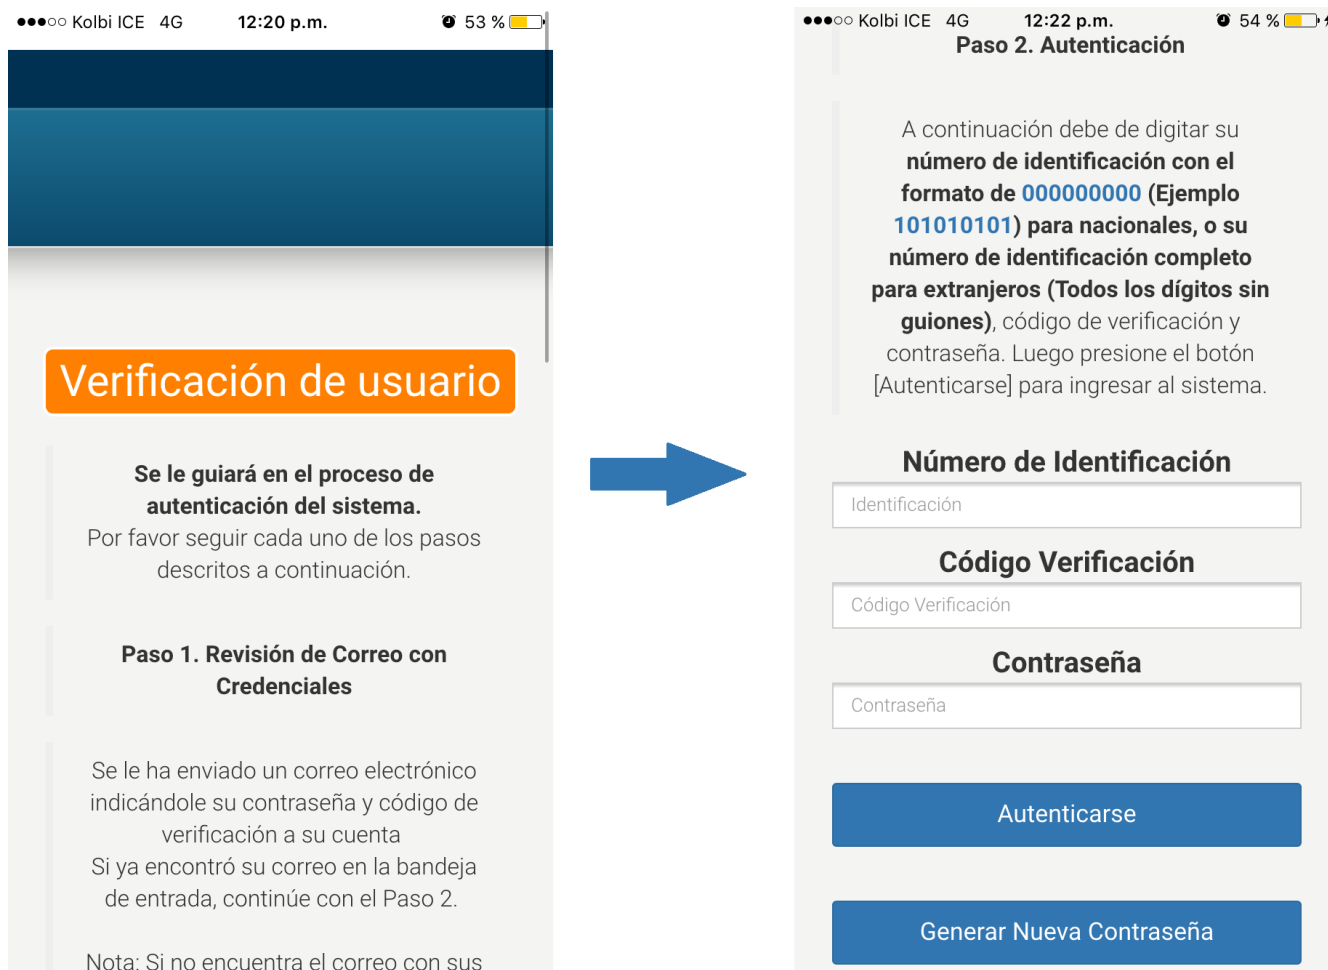 Kolbi ICE 4G 12:20 p.m. 53 %
Verificación de usuario
Se le guiará en el proceso de
autenticación del sistema.
Por favor seguir cada uno de los pasos
descritos a continuación.
Paso 1. Revisión de Correo con
Credenciales
Se le ha enviado un correo electrónico
indicándole su contraseña y código de
verificación a su cuenta
Si ya encontró su correo en la bandeja
de entrada, continúe con el Paso 2.
Nota: Si no encuentra el correo con sus
Kolbi ICE 4G 12:22 p.m. 54 %
Paso 2. Autenticación
A continuación debe de digitar su
número de identificación con el
formato de 000000000 (Ejemplo
101010101) para nacionales, o su
número de identificación completo
para extranjeros (Todos los dígitos sin
guiones), código de verificación y
contraseña. Luego presione el botón
[Autenticarse] para ingresar al sistema.
Número de Identificación
Identificación
Código Verificación
Código Verificación
Contraseña
Contraseña
Autenticarse
Generar Nueva Contraseña